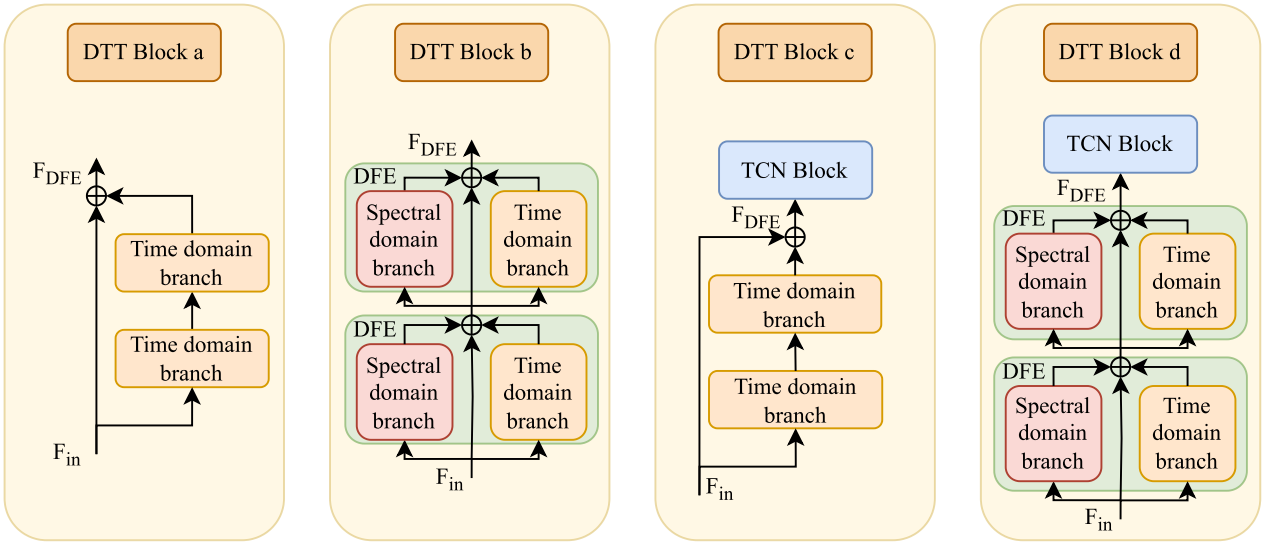 DTT Block a
F_DFE
Time domain
branch
Time domain
branch
F_in
DTT Block b
F_DFE
DFE
Spectral
domain
branch
Time
domain
branch
DFE
Spectral
domain
branch
Time
domain
branch
F_in
DTT Block c
TCN Block
F_DFE
Time domain
branch
Time domain
branch
F_in
DTT Block d
TCN Block
F_DFE
DFE
Spectral
domain
branch
Time
domain
branch
DFE
Spectral
domain
branch
Time
domain
branch
F_in